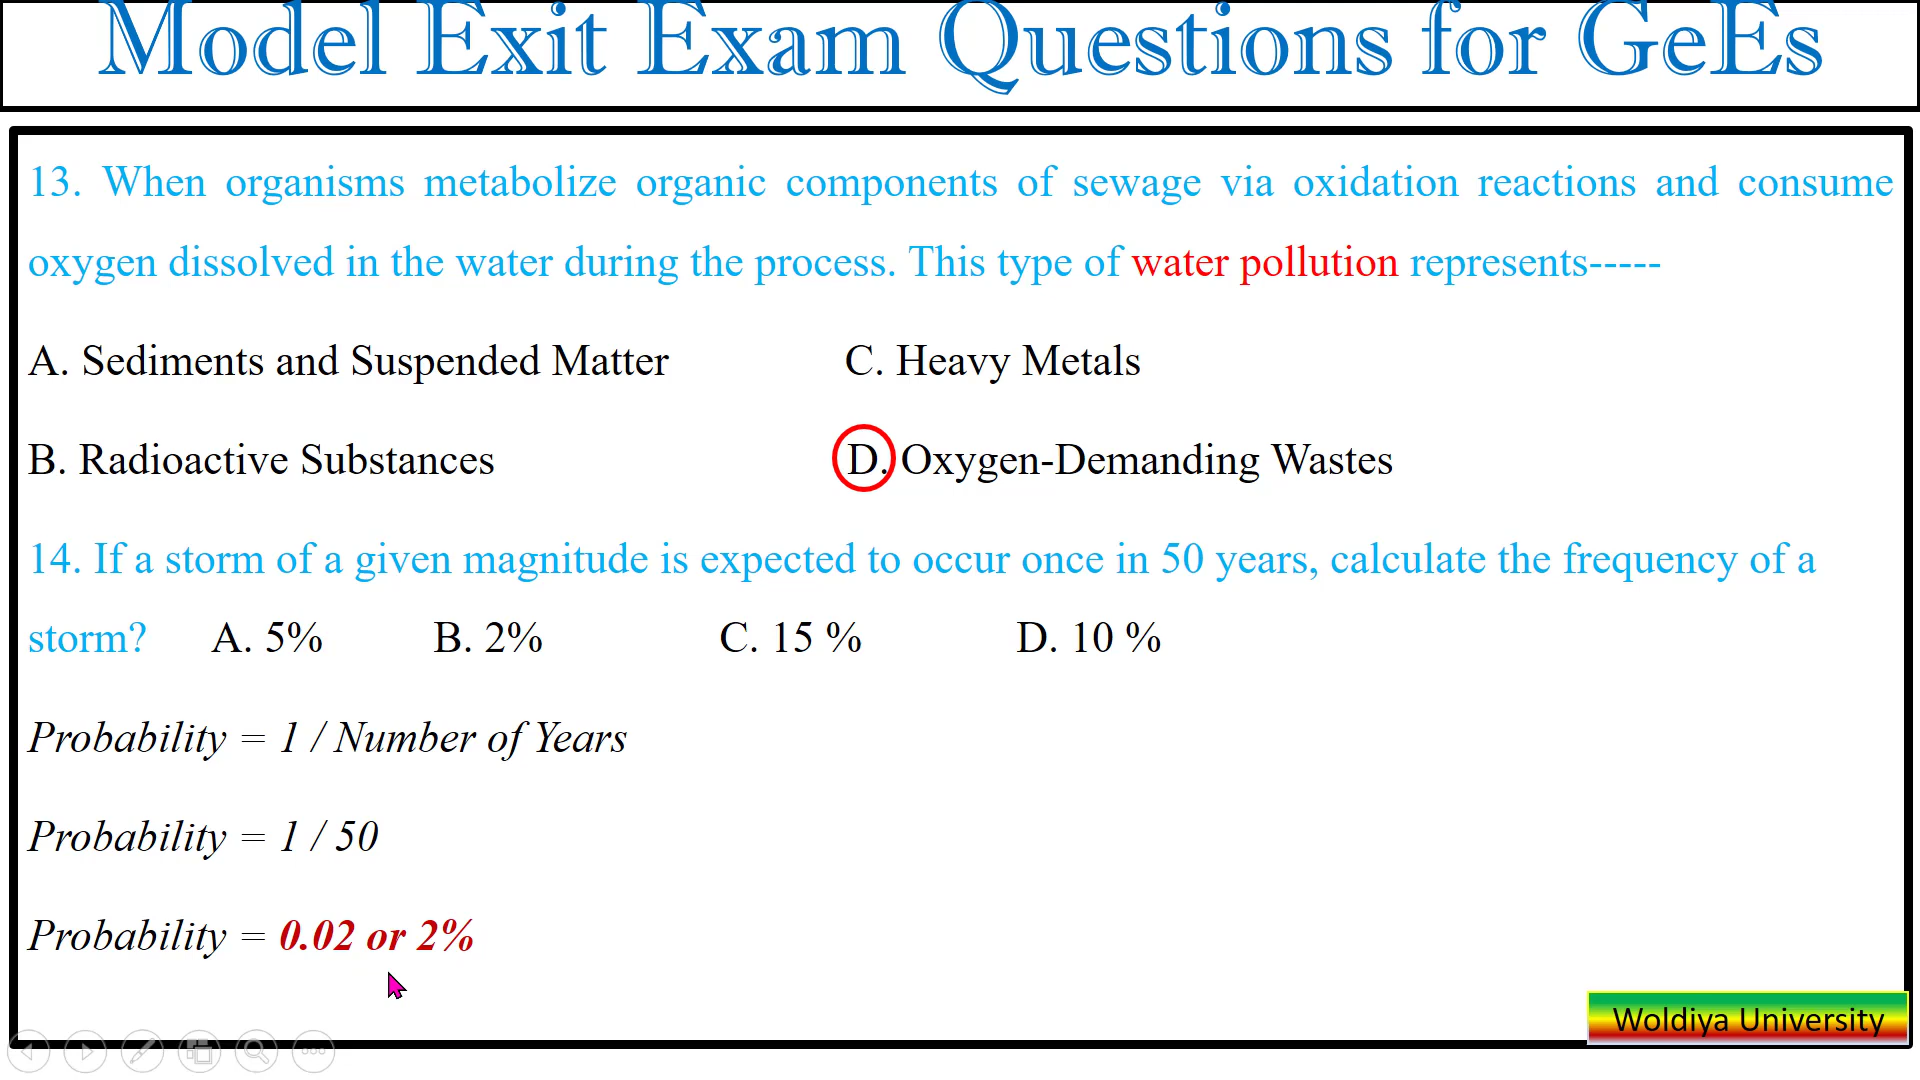 Model Exit Exam Questions for GeEs
13. When organisms metabolize organic components of sewage via oxidation reactions and consume
oxygen dissolved in the water during the process. This type of water pollution represents-----
A. Sediments and Suspended Matter C. Heavy Metals
B. Radioactive Substances D. Oxygen-Demanding Wastes
14. If a storm of a given magnitude is expected to occur once in 50 years, calculate the frequency of a
storm? A. 5% B. 2% C. 15 % D. 10 %
Probability = 1 / Number of Years
Probability = 1 / 50
Probability = 0.02 or 2%
Woldiya University